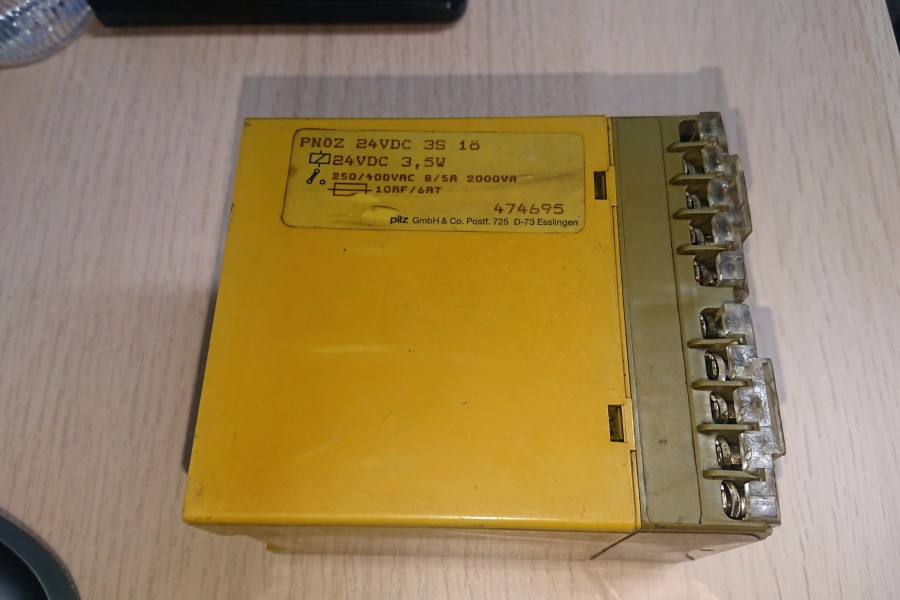 PNOZ 24VDC 3S 1ö
24VDC 3,5W
250/400VAC 8/5A 2000VA
10AF/6AT
474695
pilz GmbH & Co. Postf. 725 D-73 Esslingen